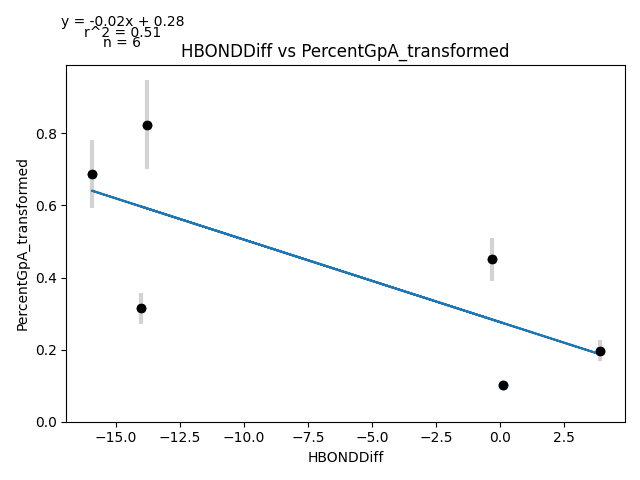 y = -0.02x + 0.28
r^2 = 0.51
n = 6
HBONDDiff vs PercentGpA_transformed
PercentGpA_transformed
0.8
0.6
0.4
0.2
0.0
−15.0 −12.5 −10.0 −7.5 −5.0 −2.5 0.0 2.5
HBONDDiff